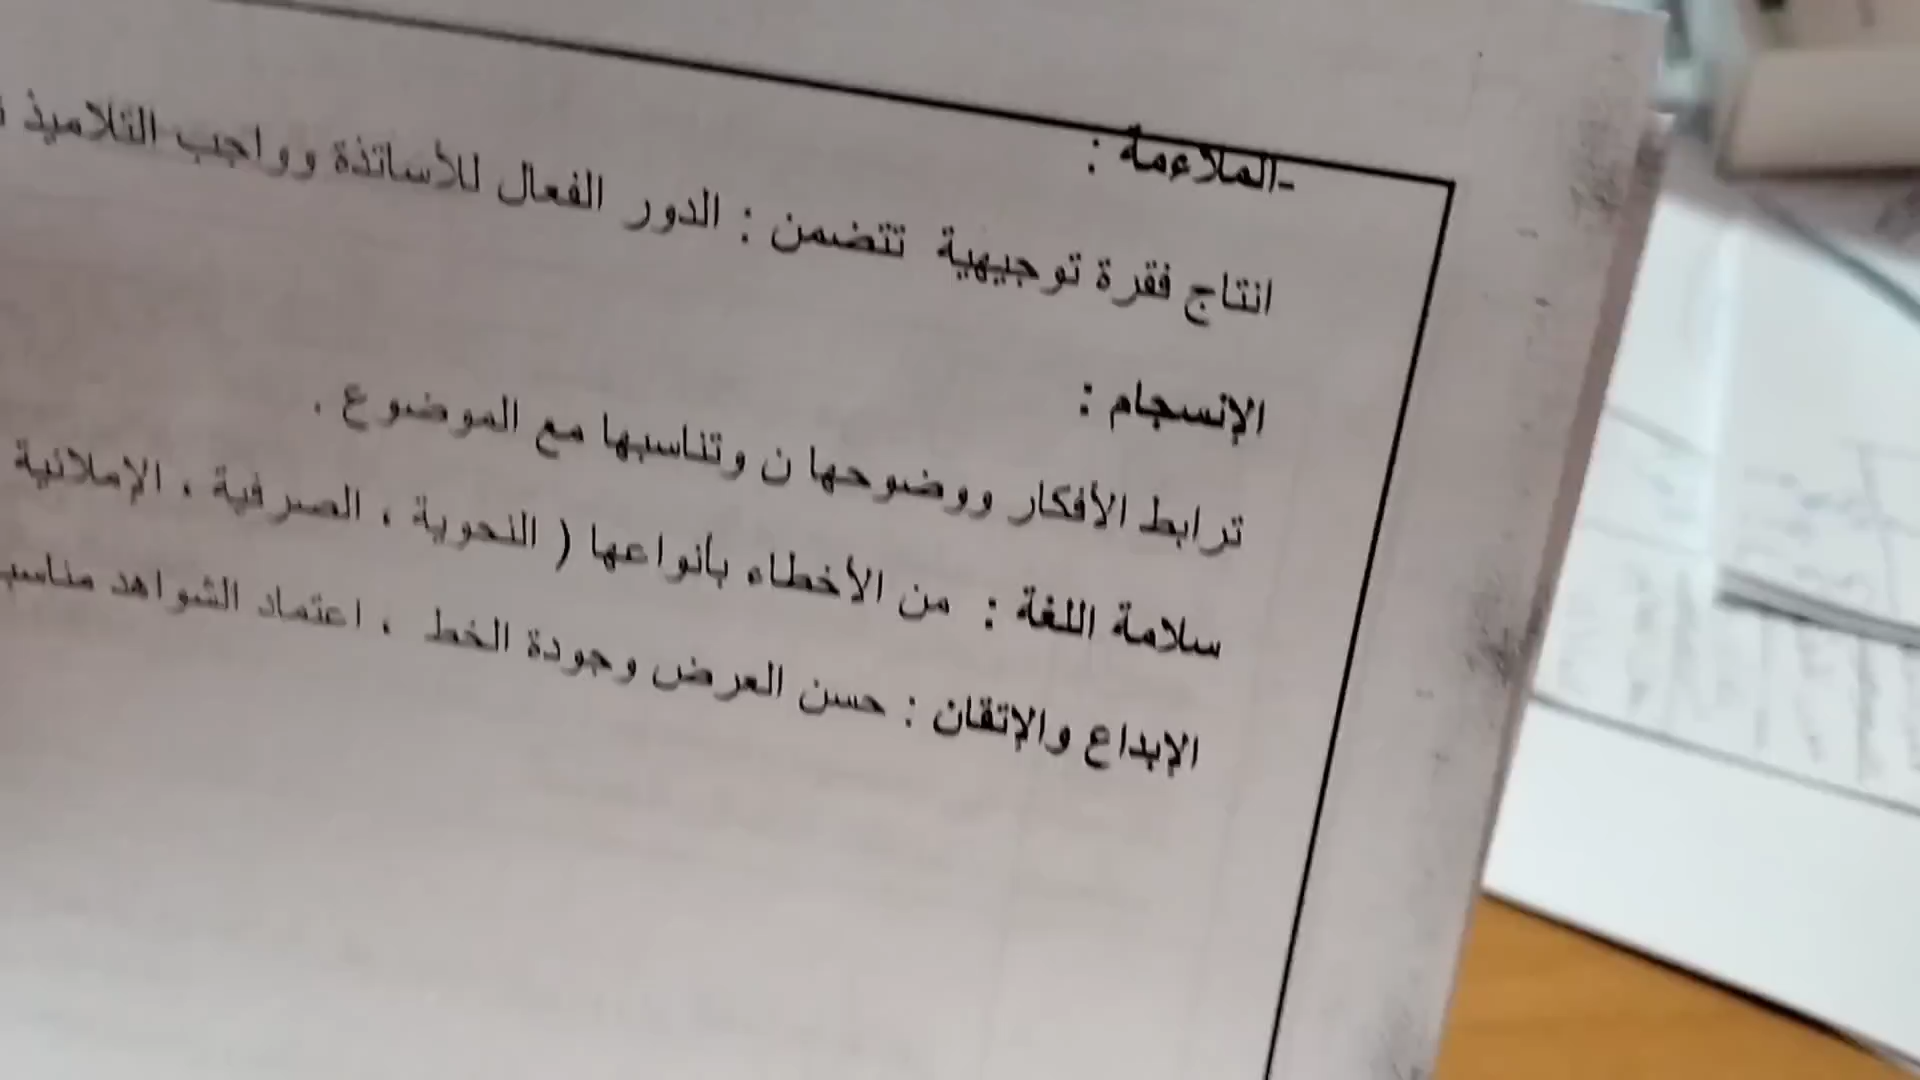 -الملاءمة :
انتاج فقرة توجيهية تتضمن : الدور الفعال للأساتذة وواجب التلاميذ
الإنسجام :
ترابط الأفكار ووضوحها ن وتناسبها مع الموضوع .
سلامة اللغة : من الأخطاء بأنواعها ( النحوية ، الصرفية ، الإملائية
الإبداع والإتقان : حسن العرض وجودة الخط ، اعتماد الشواهد